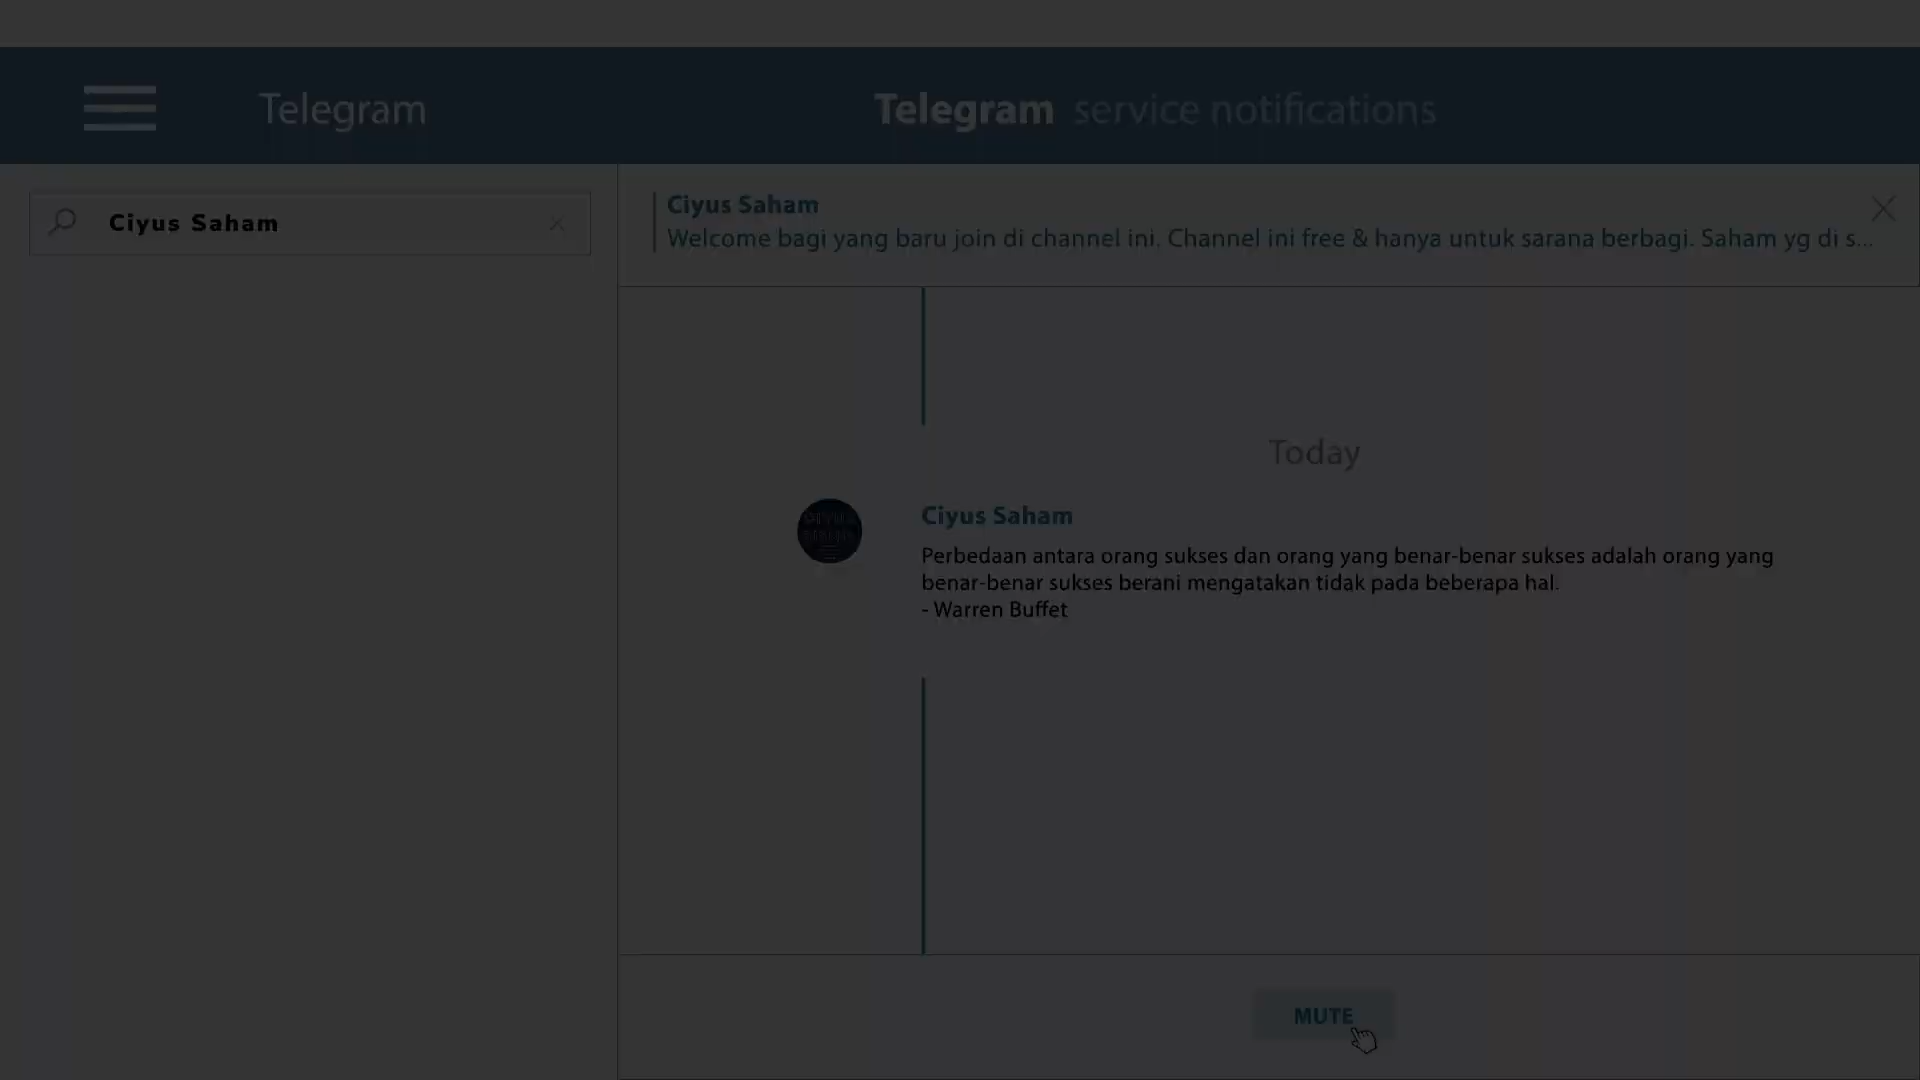 Telegram
Telegram service notifications
Ciyus Saham
Ciyus Saham
Welcome bagi yang baru join di channel ini. Channel ini free & hanya untuk sarana berbagi. Saham yg di s...
Today
Ciyus Saham
Perbedaan antara orang sukses dan orang yang benar-benar sukses adalah orang yang
benar-benar sukses berani mengatakan tidak pada beberapa hal.
- Warren Buffet
MUTE